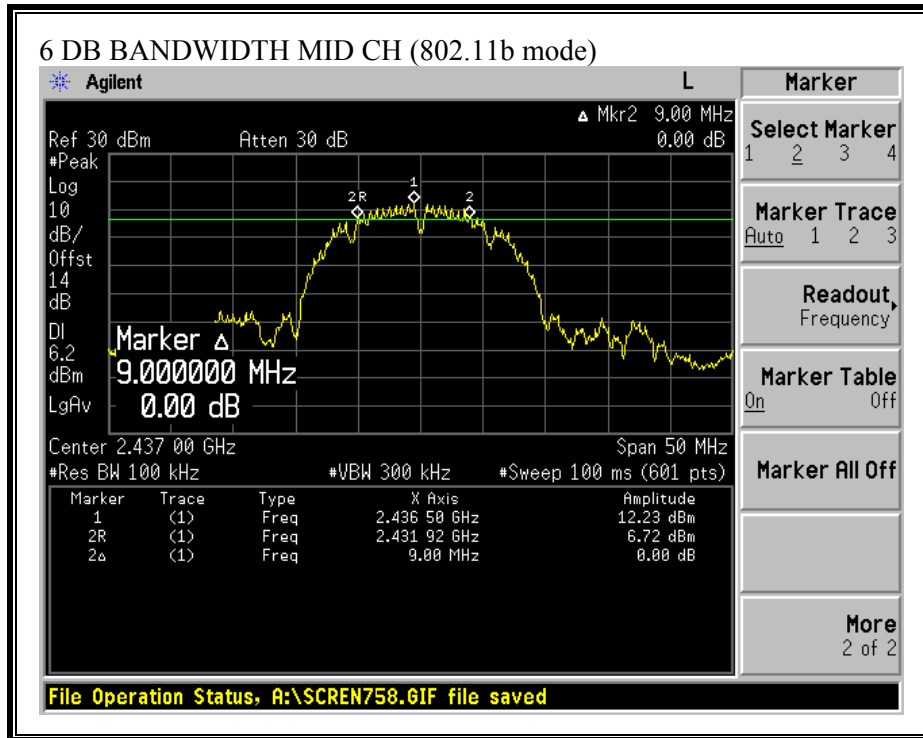 6 DB BANDWIDTH MID CH (802.11b mode)
Agilent L
Δ Mkr2 9.00 MHz
Ref 30 dBm Atten 30 dB 0.00 dB
#Peak
Log
10
dB/
Offst
14
dB
DI
6.2
dBm
LgAv
2R
1
2
Marker Δ
9.000000 MHz
0.00 dB
Center 2.437 00 GHz Span 50 MHz
#Res BW 100 kHz #VBW 300 kHz #Sweep 100 ms (601 pts)
Marker Trace Type X Axis Amplitude
1 (1) Freq 2.436 50 GHz 12.23 dBm
2R (1) Freq 2.431 92 GHz 6.72 dBm
2Δ (1) Freq 9.00 MHz 0.00 dB
Marker
Select Marker
1 2 3 4
Marker Trace
Auto 1 2 3
Readout
Frequency
Marker Table
On Off
Marker All Off
More
2 of 2
File Operation Status, A:\SCREN758.GIF file saved